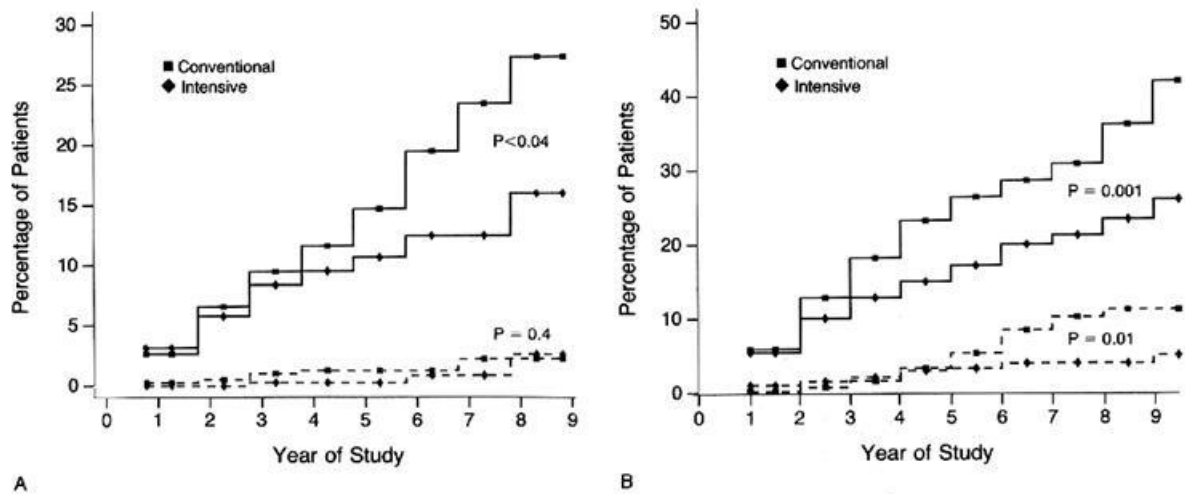 30
25
20
15
10
5
0
Percentage of Patients
Conventional
Intensive
P<0.04
P = 0.4
0 1 2 3 4 5 6 7 8 9
Year of Study
A
50
40
30
20
10
0
Percentage of Patients
Conventional
Intensive
P = 0.001
P = 0.01
0 1 2 3 4 5 6 7 8 9
Year of Study
B